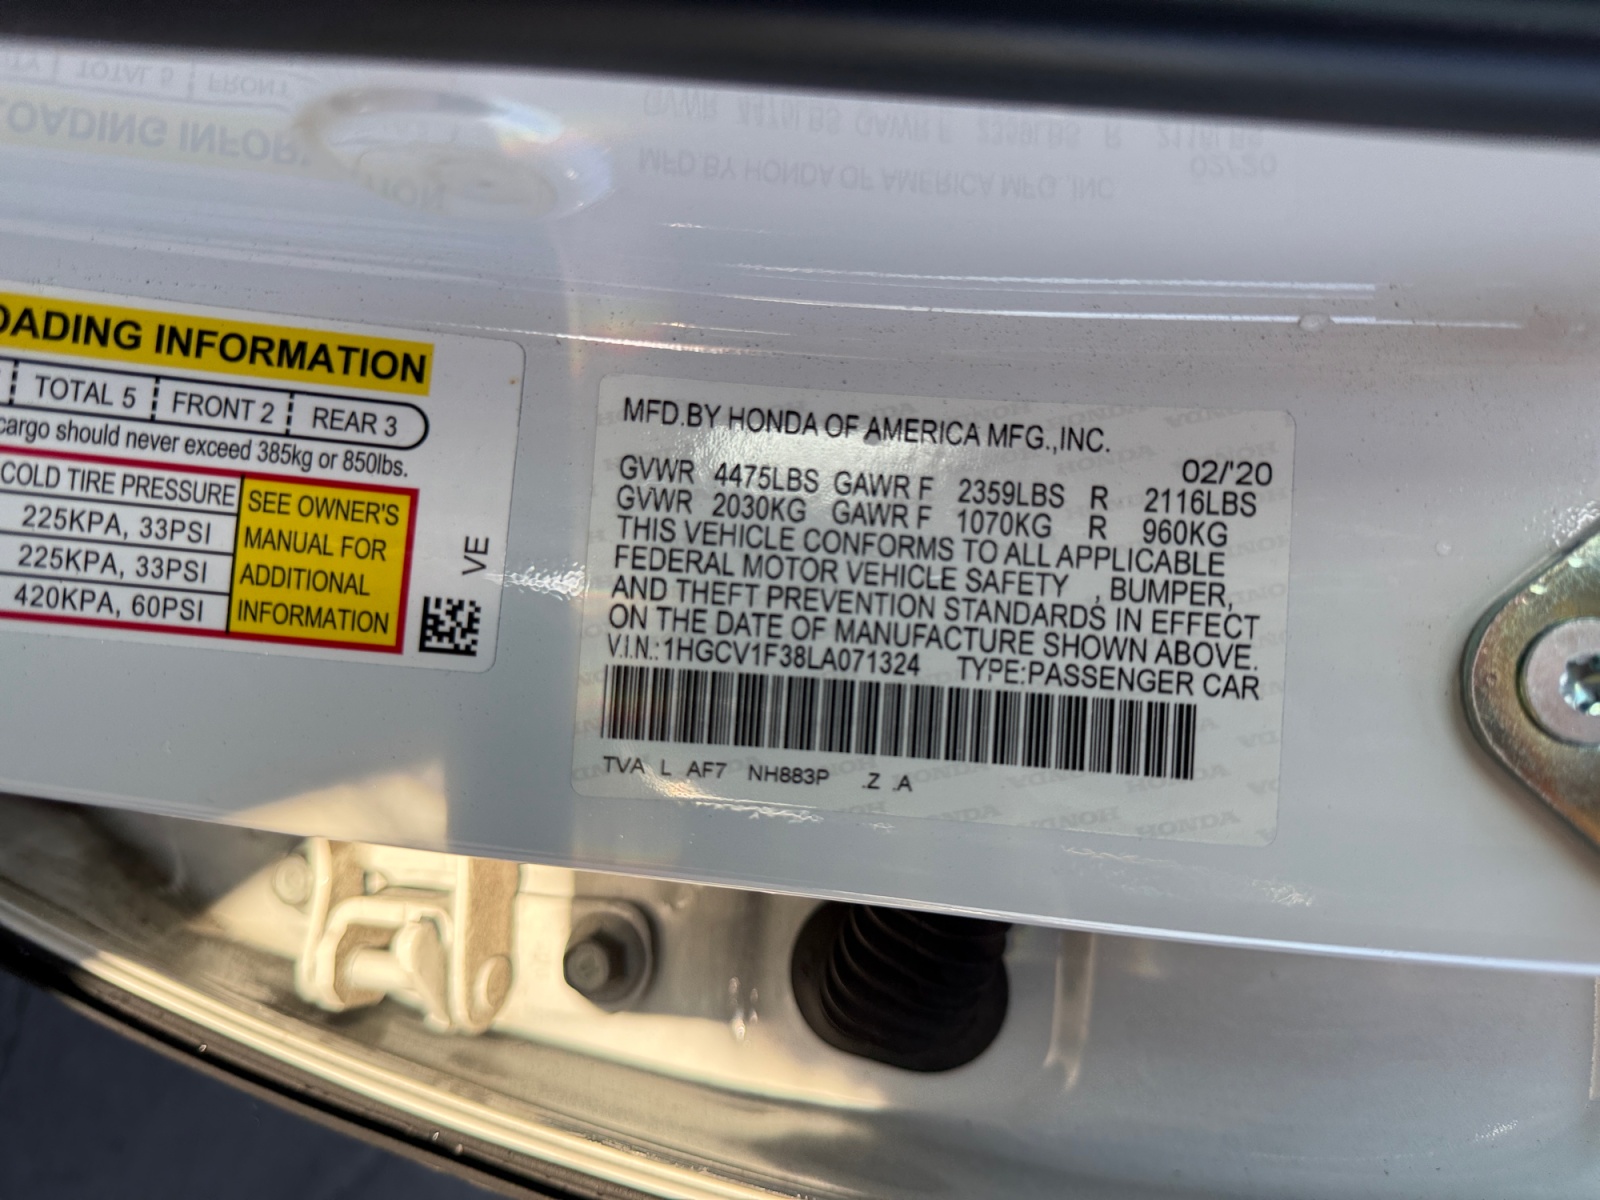 OADING INFORMATION
TOTAL 5 FRONT 2 REAR 3
cargo should never exceed 385kg or 850lbs.
COLD TIRE PRESSURE
225KPA, 33PSI
225KPA, 33PSI
420KPA, 60PSI
SEE OWNER'S
MANUAL FOR
ADDITIONAL
INFORMATION
VE
MFD.BY HONDA OF AMERICA MFG.,INC.
02/'20
GVWR 4475LBS GAWR F 2359LBS R 2116LBS
GVWR 2030KG GAWR F 1070KG R 960KG
THIS VEHICLE CONFORMS TO ALL APPLICABLE
FEDERAL MOTOR VEHICLE SAFETY , BUMPER,
AND THEFT PREVENTION STANDARDS IN EFFECT
ON THE DATE OF MANUFACTURE SHOWN ABOVE.
V.I.N.:1HGCV1F38LA071324 TYPE:PASSENGER CAR
TVA L AF7 NH883P .Z .A